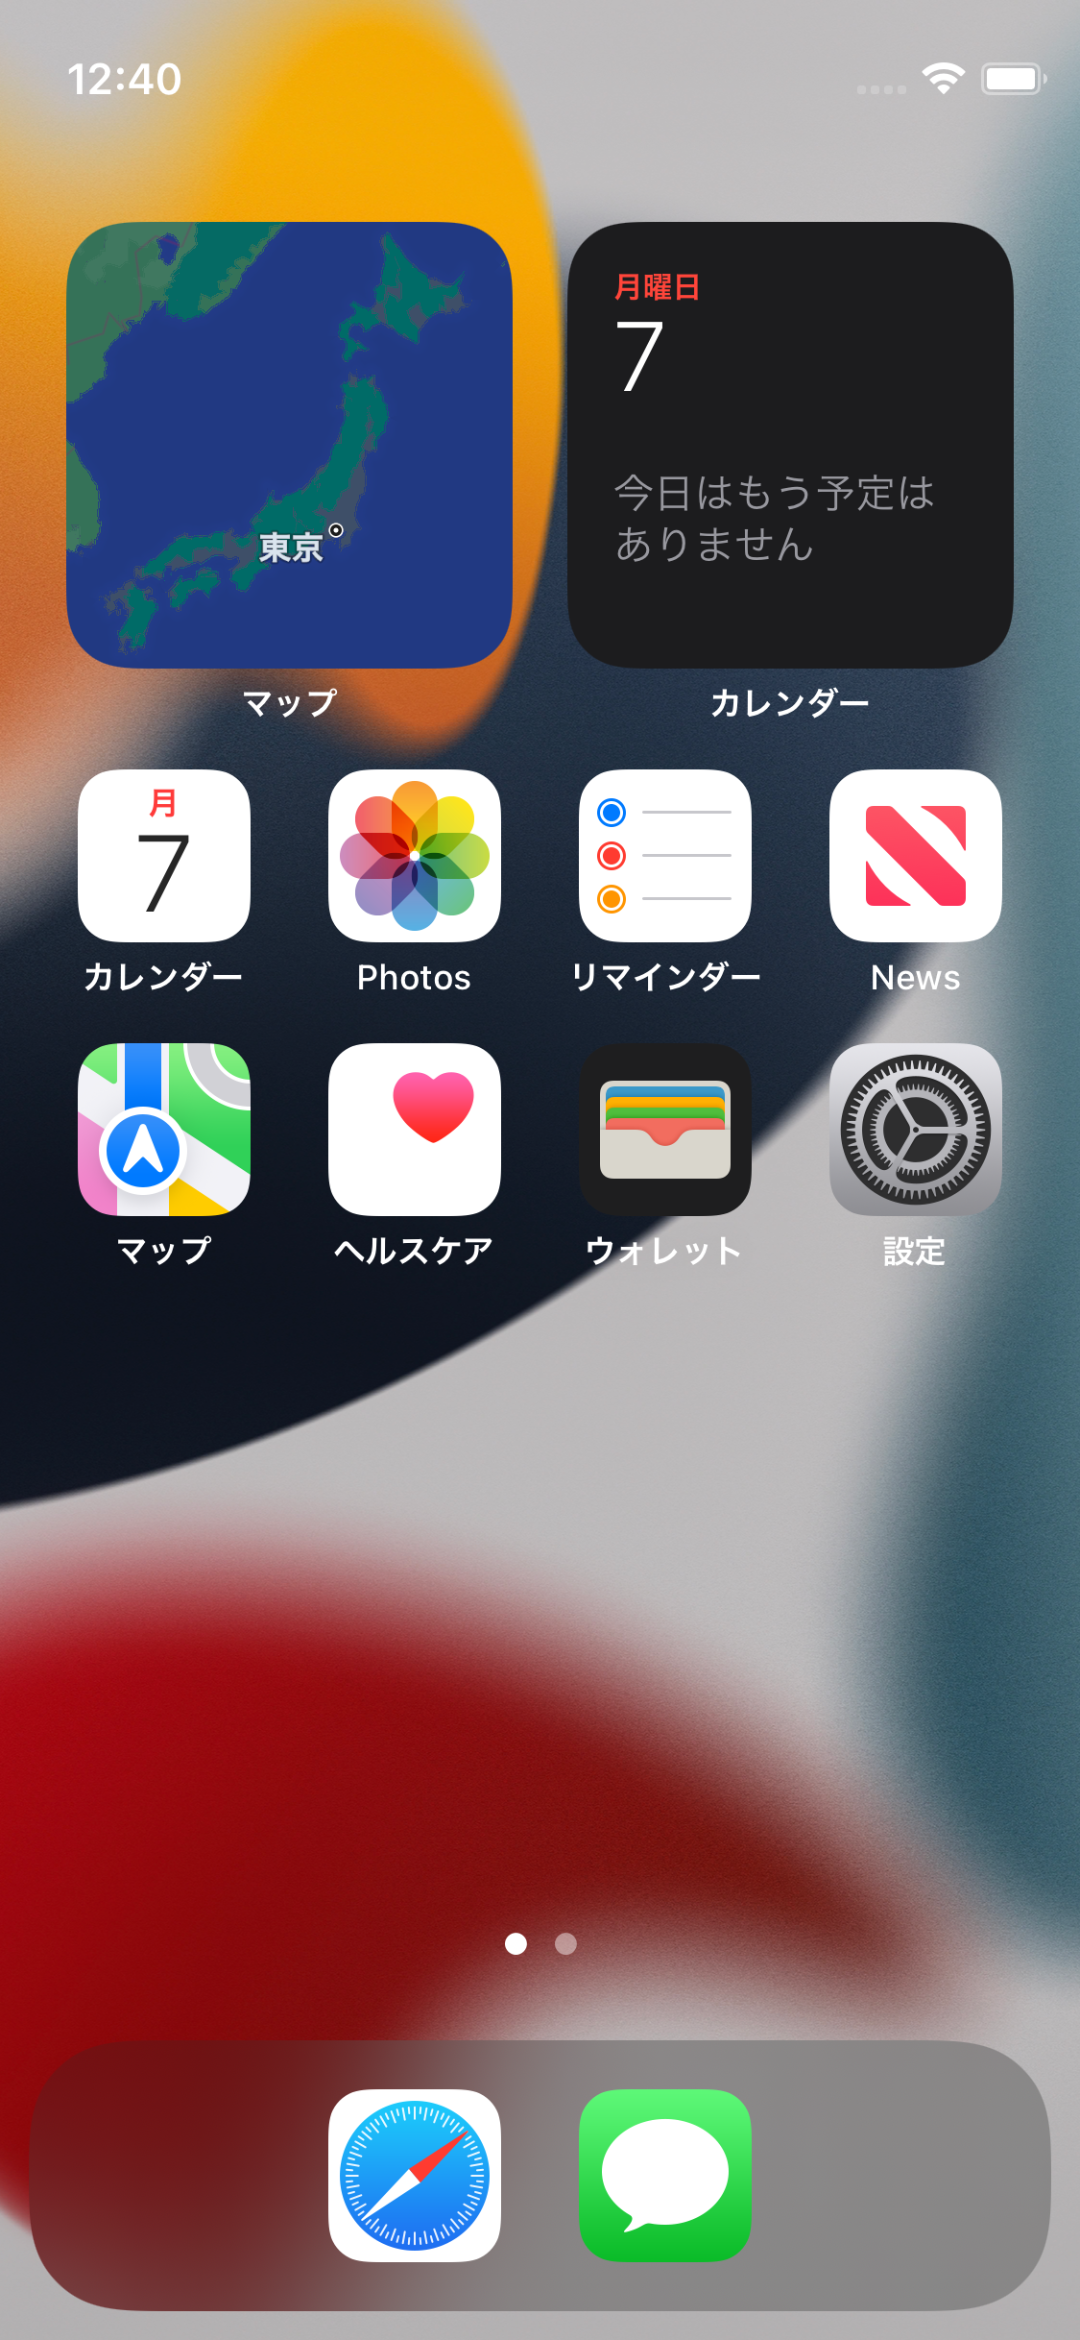 12:40
東京
マップ
月曜日
7
今日はもう予定は
ありません
カレンダー
月
7
カレンダー
Photos
リマインダー
News
マップ
ヘルスケア
ウォレット
設定